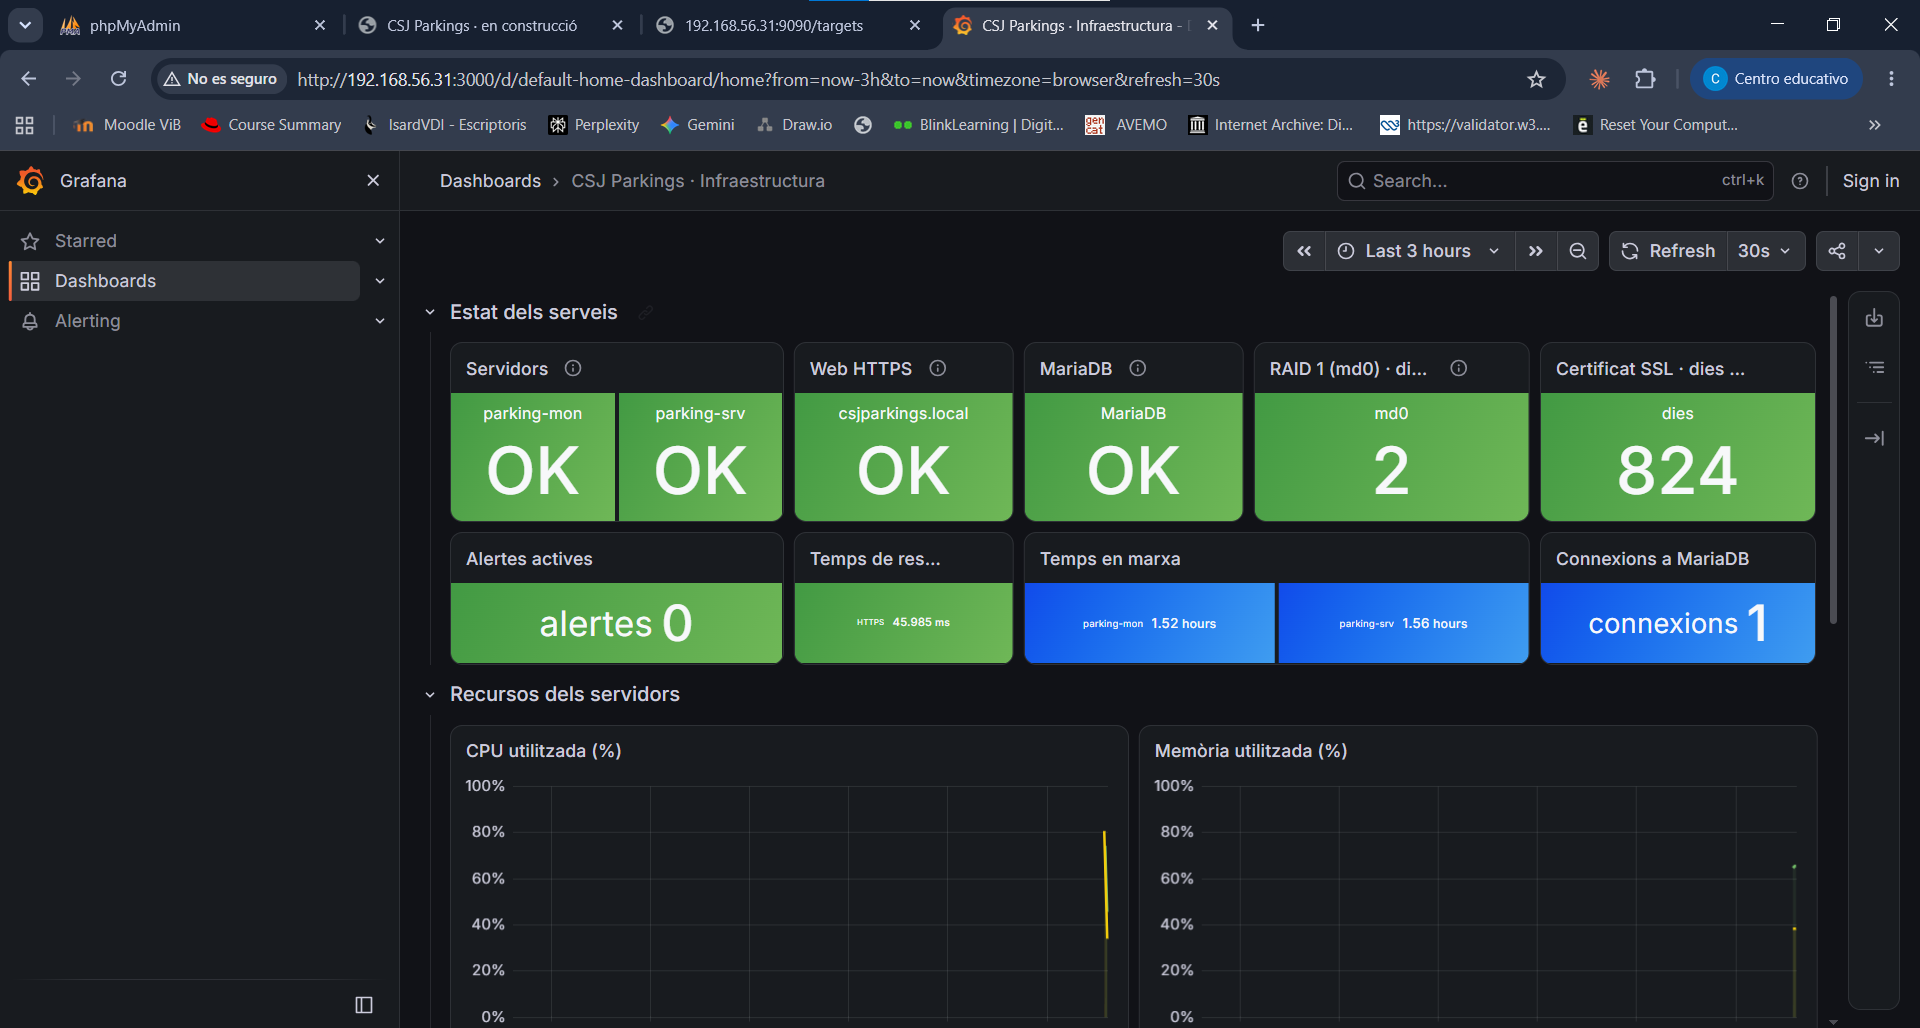 phpMyAdmin
CSJ Parkings · en construcció
192.168.56.31:9090/targets
CSJ Parkings · Infraestructura -
No es seguro
http://192.168.56.31:3000/d/default-home-dashboard/home?from=now-3h&to=now&timezone=browser&refresh=30s
C Centro educativo
Moodle ViB
Course Summary
IsardVDI - Escriptoris
Perplexity
Gemini
Draw.io
BlinkLearning | Digit...
gen cat AVEMO
Internet Archive: Di...
https://validator.w3....
Reset Your Comput...
Grafana
Dashboards › CSJ Parkings · Infraestructura
Search...
ctrl+k
Sign in
Starred
Dashboards
Alerting
Last 3 hours
Refresh
30s
Estat dels serveis
Servidors
parking-mon
OK
parking-srv
OK
Web HTTPS
csjparkings.local
OK
MariaDB
MariaDB
OK
RAID 1 (md0) · di...
md0
2
Certificat SSL · dies ...
dies
824
Alertes actives
alertes 0
Temps de res...
HTTPS 45.985 ms
Temps en marxa
parking-mon 1.52 hours
parking-srv 1.56 hours
Connexions a MariaDB
connexions 1
Recursos dels servidors
CPU utilitzada (%)
100%
80%
60%
40%
20%
0%
Memòria utilitzada (%)
100%
80%
60%
40%
20%
0%